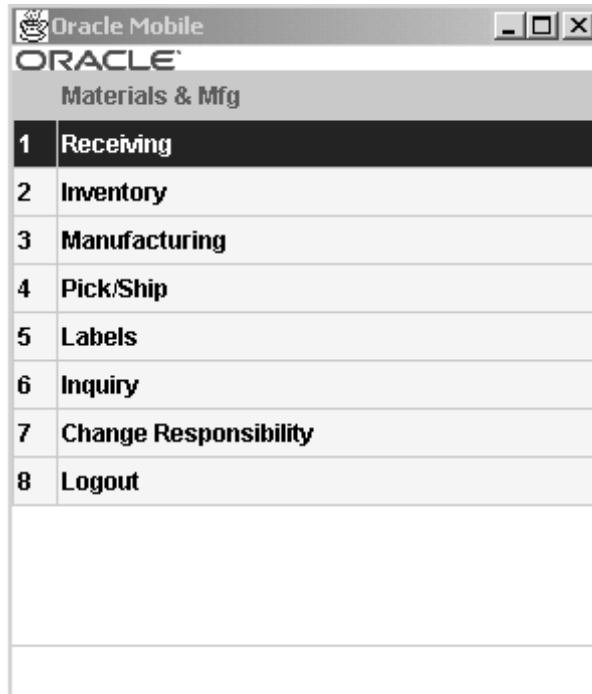 Oracle Mobile
ORACLE
Materials & Mfg
1 Receiving
2 Inventory
3 Manufacturing
4 Pick/Ship
5 Labels
6 Inquiry
7 Change Responsibility
8 Logout